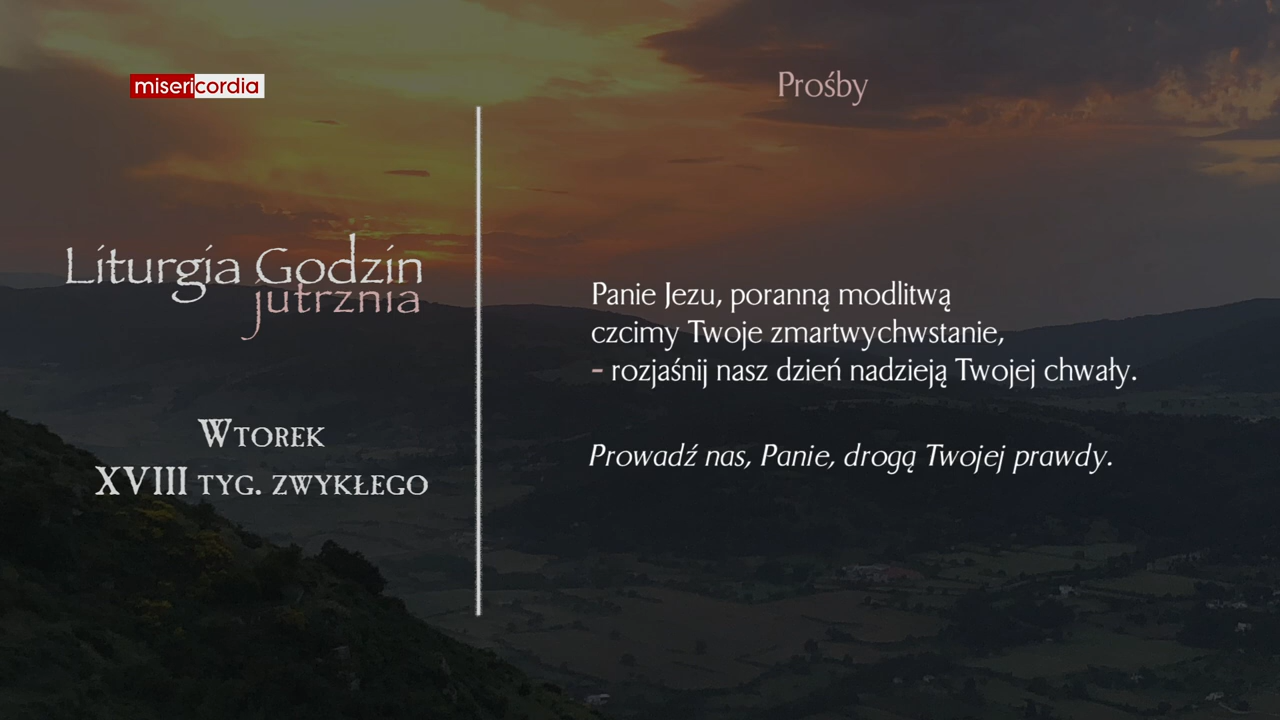 misericordia
Liturgia Godzin
jutrznia
Wtorek
XVIII tyg. zwykłego
Prośby
Panie Jezu, poranną modlitwą
czcimy Twoje zmartwychwstanie,
- rozjaśnij nasz dzień nadzieją Twojej chwały.
Prowadź nas, Panie, drogą Twojej prawdy.